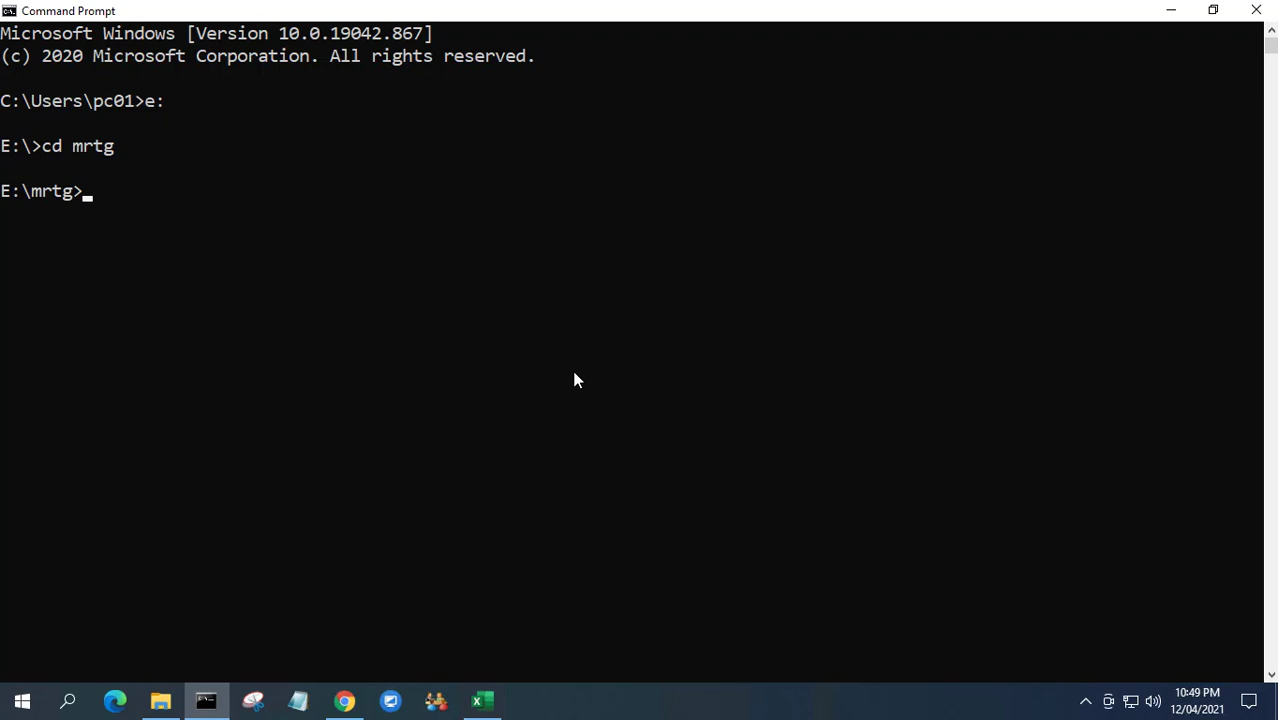 Command Prompt
Microsoft Windows [Version 10.0.19042.867]
(c) 2020 Microsoft Corporation. All rights reserved.
C:\Users\pc01>e:
E:\>cd mrtg
E:\mrtg>
10:49 PM
12/04/2021